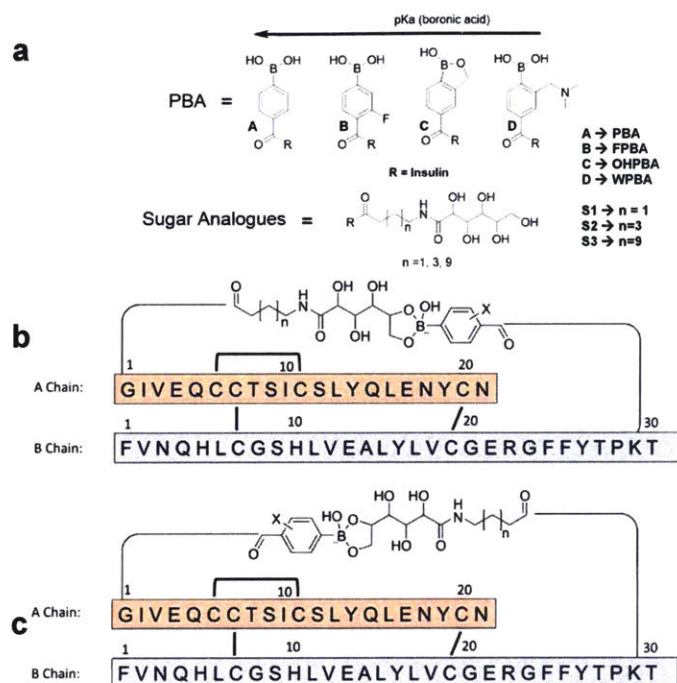 pKa (boronic acid)
a
HO OH HO OH HO HO OH
B B B O B
PBA = F N
A B C D
O R O R O R O R
A → PBA
B → FPBA
C → OHPBA
D → WPBA
R = Insulin
O H OH OH
Sugar Analogues = R n N OH
O OH OH
n =1, 3, 9
S1 → n = 1
S2 → n=3
S3 → n=9
b
O H OH OH O OH X
n N B
O OH O O
1 10 20
A Chain: GIVEQCCTSICSLYQLENYCN
1 10 20 30
B Chain: FVNQHLCGSHLVEALYLVCGERGFFYTPKT
c
X HO O OH OH H O
B N n
O O OH O
1 10 20
A Chain: GIVEQCCTSICSLYQLENYCN
1 10 20 30
B Chain: FVNQHLCGSHLVEALYLVCGERGFFYTPKT